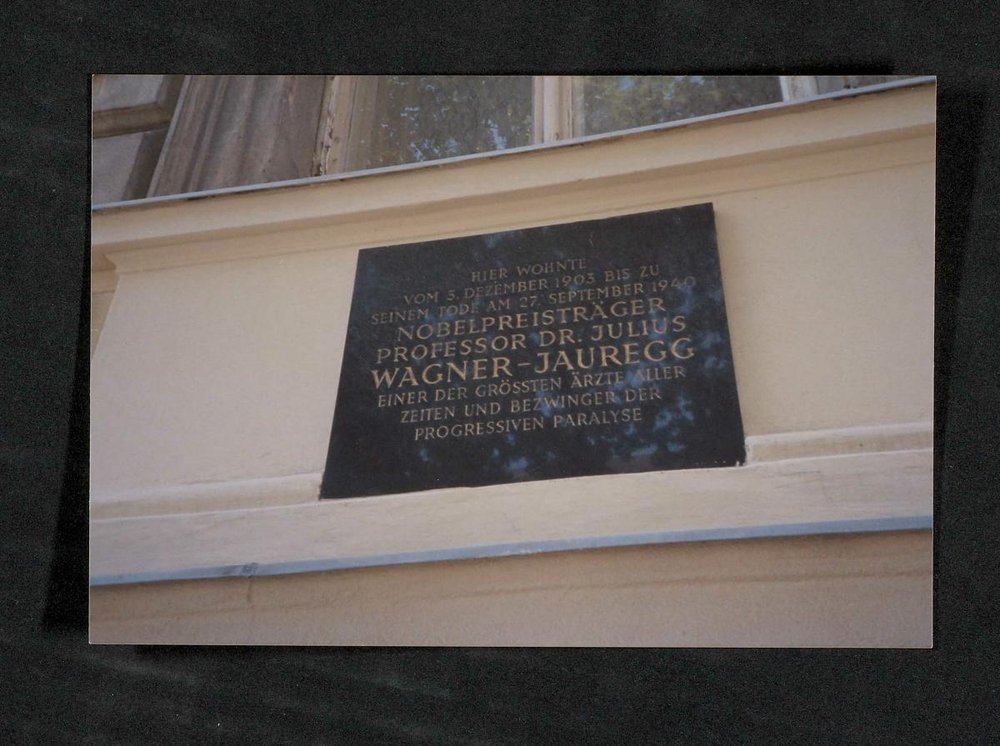 HIER WOHNTE
VOM 5. DEZEMBER 1903 BIS ZU
SEINEM TODE AM 27. SEPTEMBER 1940
NOBELPREISTRÄGER
PROFESSOR DR. JULIUS
WAGNER-JAUREGG
EINER DER GRÖSSTEN ÄRZTE ALLER
ZEITEN UND BEZWINGER DER
PROGRESSIVEN PARALYSE